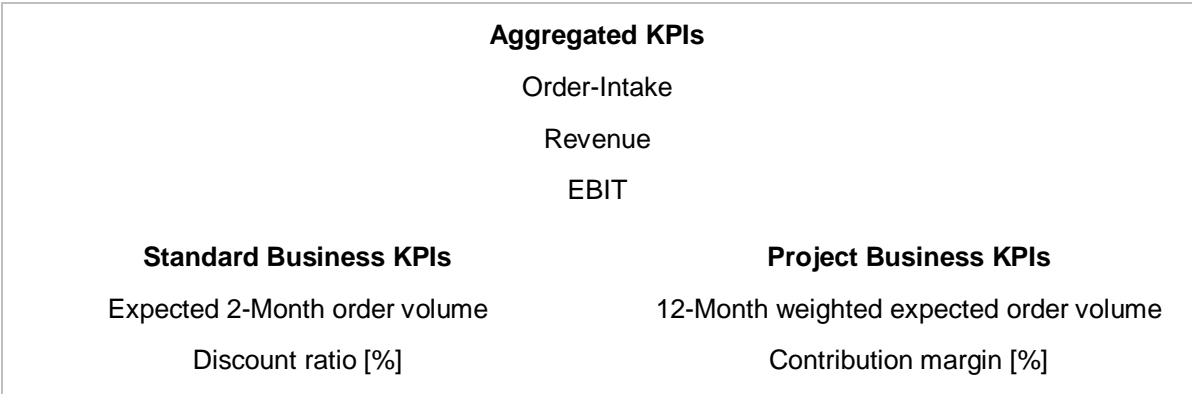 Aggregated KPIs
Order-Intake
Revenue
EBIT
Standard Business KPIs
Expected 2-Month order volume
Discount ratio [%]
Project Business KPIs
12-Month weighted expected order volume
Contribution margin [%]